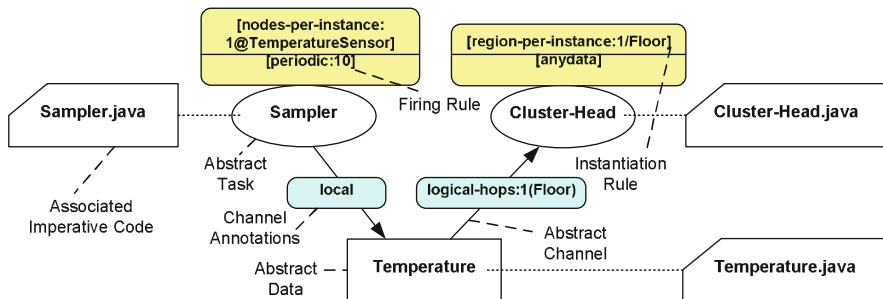 [nodes-per-instance:
1@TemperatureSensor]
[periodic:10]
[region-per-instance:1/Floor]
[anydata]
Sampler.java
Sampler
Firing Rule
Cluster-Head
Cluster-Head.java
Abstract
Task
Instantiation
Rule
Associated
Imperative Code
local
logical-hops:1(Floor)
Channel
Annotations
Abstract
Channel
Abstract
Data
Temperature
Temperature.java